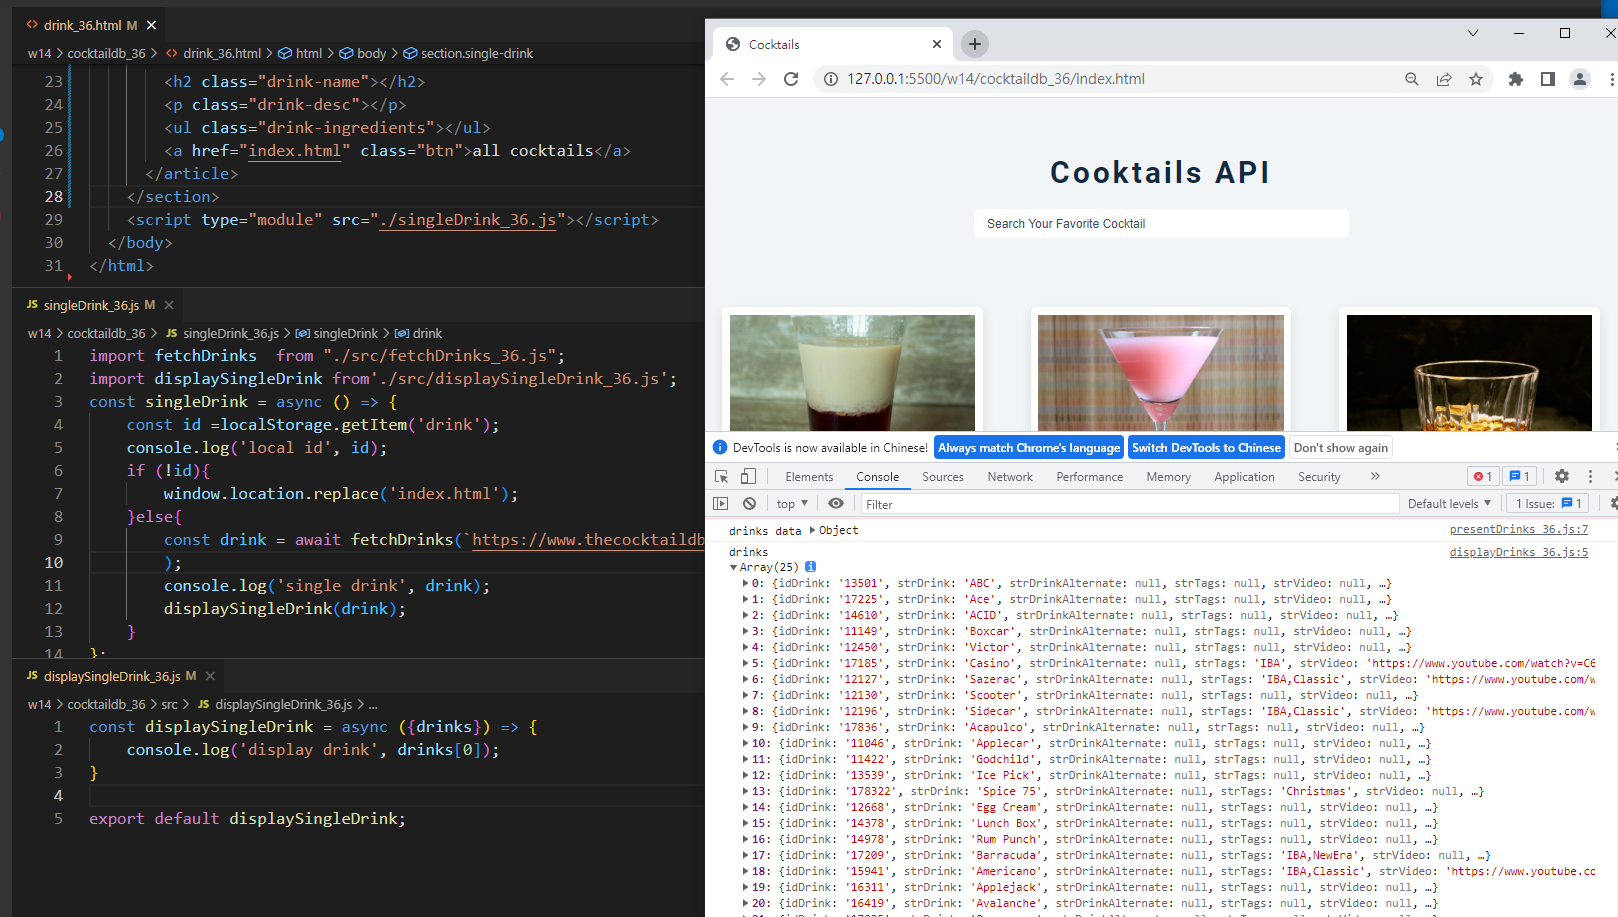 drink_36.html M
w14 > cocktaildb_36 > drink_36.html > html > body > section.single-drink
23 <h2 class="drink-name"></h2>
24 <p class="drink-desc"></p>
25 <ul class="drink-ingredients"></ul>
26 <a href="index.html" class="btn">all cocktails</a>
27 </article>
28 </section>
29 <script type="module" src="./singleDrink_36.js"></script>
30 </body>
31 </html>
JS singleDrink_36.js M
w14 > cocktaildb_36 > JS singleDrink_36.js > singleDrink > drink
1 import fetchDrinks  from "./src/fetchDrinks_36.js";
2 import displaySingleDrink from'./src/displaySingleDrink_36.js';
3 const singleDrink = async () => {
4 const id =localStorage.getItem('drink');
5 console.log('local id', id);
6 if (!id){
7 window.location.replace('index.html');
8 }else{
9 const drink = await fetchDrinks(`https://www.thecocktaildb
10 );
11 console.log('single drink', drink);
12 displaySingleDrink(drink);
13 }
14 };
JS displaySingleDrink_36.js M
w14 > cocktaildb_36 > src > JS displaySingleDrink_36.js > ...
1 const displaySingleDrink = async ({drinks}) => {
2 console.log('display drink', drinks[0]);
3 }
4
5 export default displaySingleDrink;
Cocktails
127.0.0.1:5500/w14/cocktaildb_36/index.html
Cooktails API
Search Your Favorite Cocktail
DevTools is now available in Chinese! Always match Chrome's language Switch DevTools to Chinese Don't show again
Elements Console Sources Network Performance Memory Application Security » 1 1
top Filter Default levels 1 Issue: 1
drinks data Object presentDrinks_36.js:7
drinks displayDrinks_36.js:5
Array(25)
0: {idDrink: '13501', strDrink: 'ABC', strDrinkAlternate: null, strTags: null, strVideo: null, …}
1: {idDrink: '17225', strDrink: 'Ace', strDrinkAlternate: null, strTags: null, strVideo: null, …}
2: {idDrink: '14610', strDrink: 'ACID', strDrinkAlternate: null, strTags: null, strVideo: null, …}
3: {idDrink: '11149', strDrink: 'Boxcar', strDrinkAlternate: null, strTags: null, strVideo: null, …}
4: {idDrink: '12450', strDrink: 'Victor', strDrinkAlternate: null, strTags: null, strVideo: null, …}
5: {idDrink: '17185', strDrink: 'Casino', strDrinkAlternate: null, strTags: 'IBA', strVideo: 'https://www.youtube.com/watch?v=C6
6: {idDrink: '12127', strDrink: 'Sazerac', strDrinkAlternate: null, strTags: 'IBA,Classic', strVideo: 'https://www.youtube.com/w
7: {idDrink: '12130', strDrink: 'Scooter', strDrinkAlternate: null, strTags: null, strVideo: null, …}
8: {idDrink: '12196', strDrink: 'Sidecar', strDrinkAlternate: null, strTags: 'IBA,Classic', strVideo: 'https://www.youtube.com/w
9: {idDrink: '17836', strDrink: 'Acapulco', strDrinkAlternate: null, strTags: null, strVideo: null, …}
10: {idDrink: '11046', strDrink: 'Applecar', strDrinkAlternate: null, strTags: null, strVideo: null, …}
11: {idDrink: '11422', strDrink: 'Godchild', strDrinkAlternate: null, strTags: null, strVideo: null, …}
12: {idDrink: '13539', strDrink: 'Ice Pick', strDrinkAlternate: null, strTags: null, strVideo: null, …}
13: {idDrink: '178322', strDrink: 'Spice 75', strDrinkAlternate: null, strTags: 'Christmas', strVideo: null, …}
14: {idDrink: '12668', strDrink: 'Egg Cream', strDrinkAlternate: null, strTags: null, strVideo: null, …}
15: {idDrink: '14378', strDrink: 'Lunch Box', strDrinkAlternate: null, strTags: null, strVideo: null, …}
16: {idDrink: '14978', strDrink: 'Rum Punch', strDrinkAlternate: null, strTags: null, strVideo: null, …}
17: {idDrink: '17209', strDrink: 'Barracuda', strDrinkAlternate: null, strTags: 'IBA,NewEra', strVideo: null, …}
18: {idDrink: '15941', strDrink: 'Americano', strDrinkAlternate: null, strTags: 'IBA,Classic', strVideo: 'https://www.youtube.co
19: {idDrink: '16311', strDrink: 'Applejack', strDrinkAlternate: null, strTags: null, strVideo: null, …}
20: {idDrink: '16419', strDrink: 'Avalanche', strDrinkAlternate: null, strTags: null, strVideo: null, …}